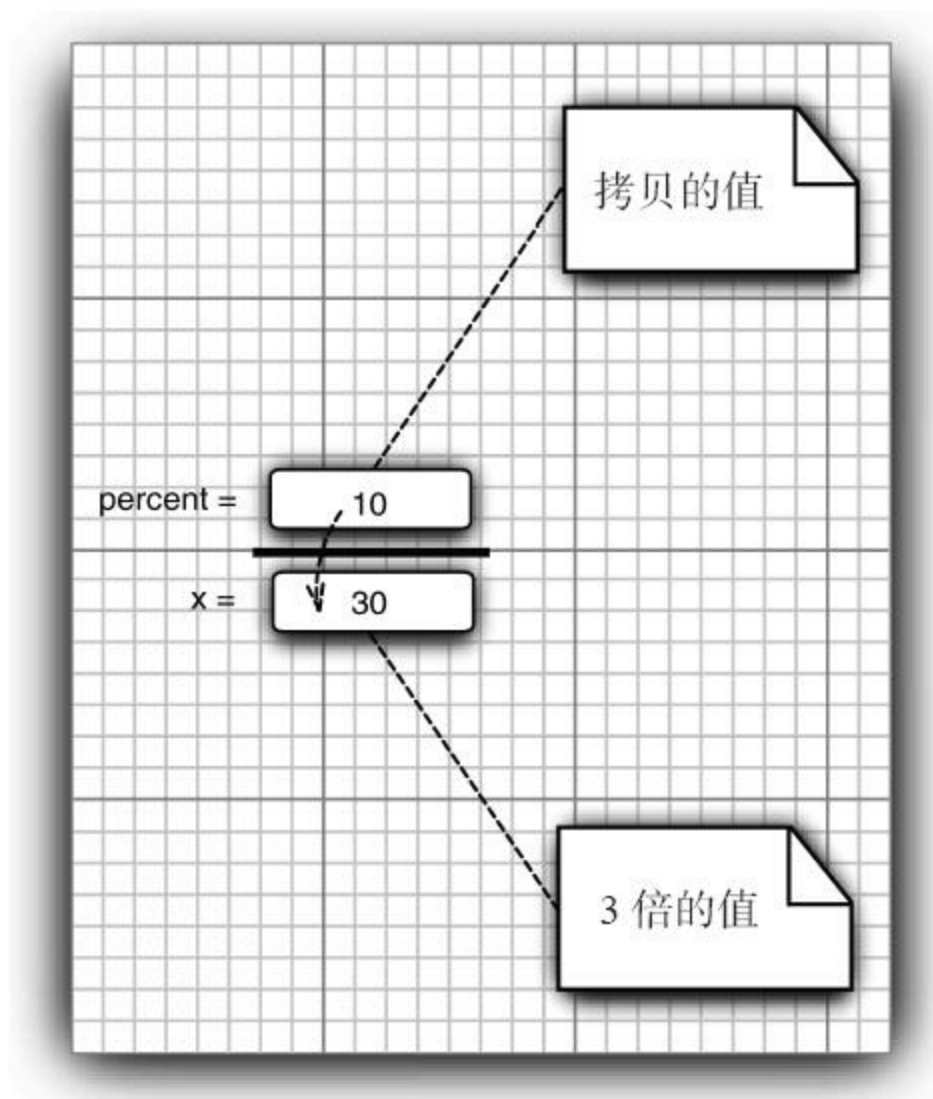 拷贝的值
percent = 10
x = 30
3 倍的值